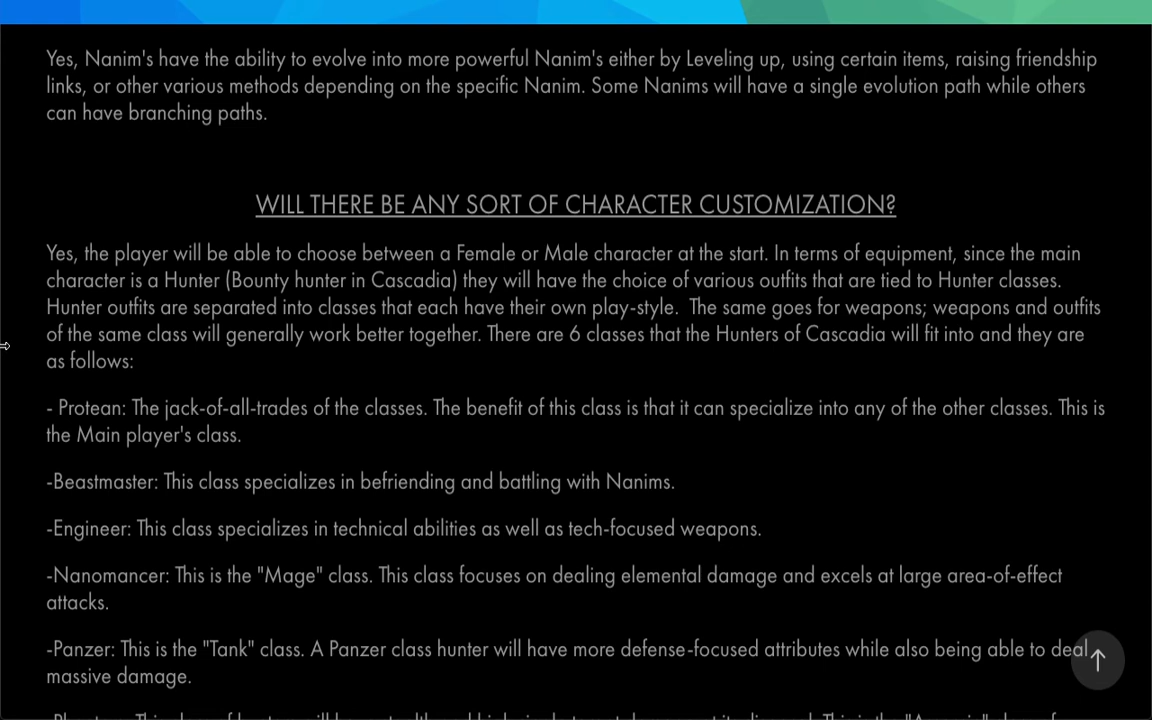 Yes, Nanim's have the ability to evolve into more powerful Nanim's either by Leveling up, using certain items, raising friendship
links, or other various methods depending on the specific Nanim. Some Nanims will have a single evolution path while others
can have branching paths.
WILL THERE BE ANY SORT OF CHARACTER CUSTOMIZATION?
Yes, the player will be able to choose between a Female or Male character at the start. In terms of equipment, since the main
character is a Hunter (Bounty hunter in Cascadia) they will have the choice of various outfits that are tied to Hunter classes.
Hunter outfits are separated into classes that each have their own play-style.  The same goes for weapons; weapons and outfits
of the same class will generally work better together. There are 6 classes that the Hunters of Cascadia will fit into and they are
as follows:
- Protean: The jack-of-all-trades of the classes. The benefit of this class is that it can specialize into any of the other classes. This is
the Main player's class.
-Beastmaster: This class specializes in befriending and battling with Nanims.
-Engineer: This class specializes in technical abilities as well as tech-focused weapons.
-Nanomancer: This is the "Mage" class. This class focuses on dealing elemental damage and excels at large area-of-effect
attacks.
-Panzer: This is the "Tank" class. A Panzer class hunter will have more defense-focused attributes while also being able to deal
massive damage.